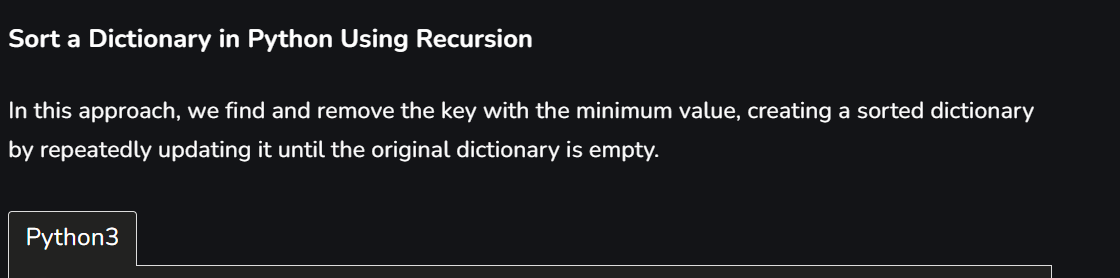 Sort a Dictionary in Python Using Recursion
In this approach, we find and remove the key with the minimum value, creating a sorted dictionary
by repeatedly updating it until the original dictionary is empty.
Python3